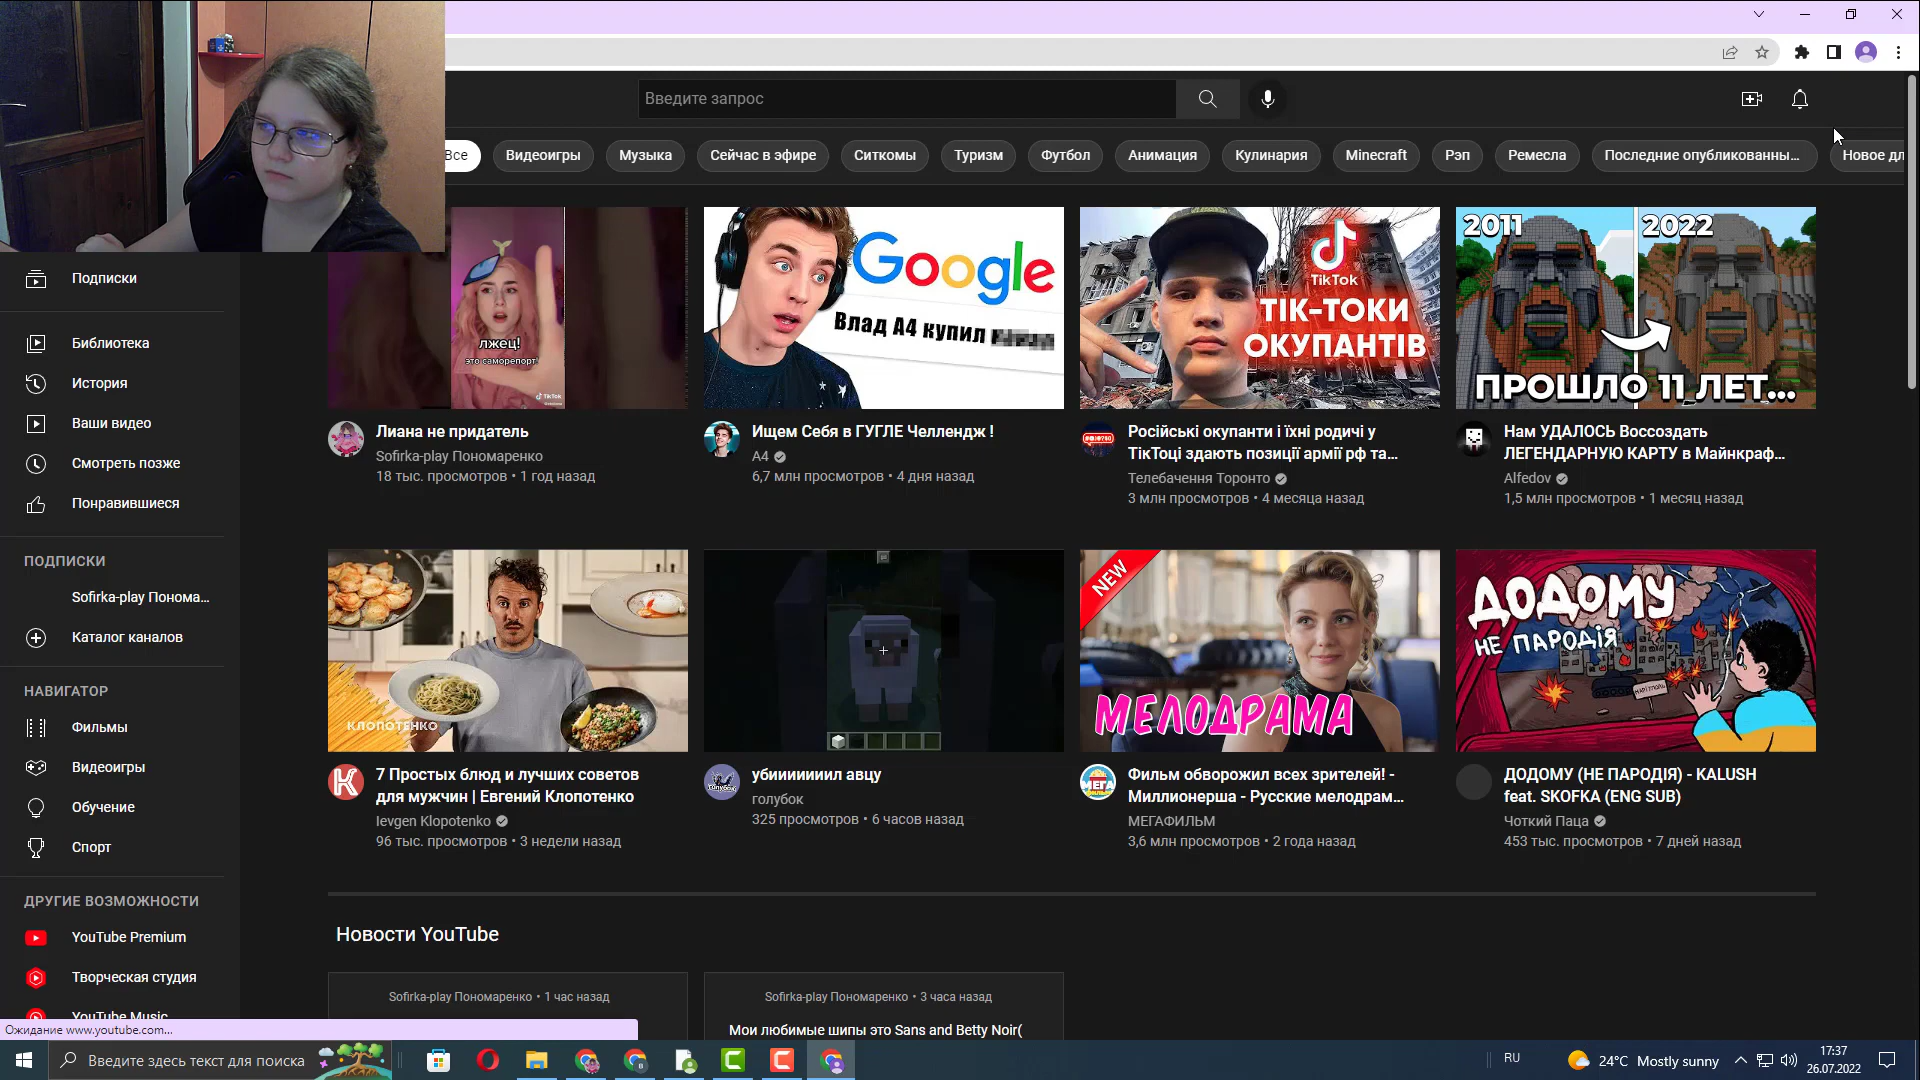 Введите запрос
Все
Видеоигры
Музыка
Сейчас в эфире
Ситкомы
Туризм
Футбол
Анимация
Кулинария
Minecraft
Рэп
Ремесла
Последние опубликованны...
Новое дл
Подписки
Библиотека
История
Ваши видео
Смотреть позже
Понравившиеся
ПОДПИСКИ
Sofirka-play Понома...
Каталог каналов
НАВИГАТОР
Фильмы
Видеоигры
Обучение
Спорт
ДРУГИЕ ВОЗМОЖНОСТИ
YouTube Premium
Творческая студия
YouTube Music
Ожидание www.youtube.com...
лжец!
это саморепорт!
TikTok
Лиана не придатель
Sofirka-play Пономаренко
18 тыс. просмотров • 1 год назад
Google
Влад А4 купил
Ищем Себя в ГУГЛЕ Челлендж !
A4
6,7 млн просмотров • 4 дня назад
TikTok
ТІК-ТОКИ
ОКУПАНТІВ
Російські окупанти і їхні родичі у
ТікТоці здають позиції армії рф та...
Телебачення Торонто
3 млн просмотров • 4 месяца назад
2011
2022
ПРОШЛО 11 ЛЕТ...
Нам УДАЛОСЬ Воссоздать
ЛЕГЕНДАРНУЮ КАРТУ в Майнкраф...
Alfedov
1,5 млн просмотров • 1 месяц назад
КЛОПОТЕНКО
7 Простых блюд и лучших советов
для мужчин | Евгений Клопотенко
Ievgen Klopotenko
96 тыс. просмотров • 3 недели назад
убиииииил авцу
голубок
325 просмотров • 6 часов назад
NEW
МЕЛОДРАМА
Фильм обворожил всех зрителей! -
Миллионерша - Русские мелодрам...
МЕГАФИЛЬМ
3,6 млн просмотров • 2 года назад
ДОДОМУ
НЕ ПАРОДІЯ
ДОДОМУ (НЕ ПАРОДІЯ) - KALUSH
feat. SKOFKA (ENG SUB)
Чоткий Паца
453 тыс. просмотров • 7 дней назад
Новости YouTube
Sofirka-play Пономаренко • 1 час назад
Sofirka-play Пономаренко • 3 часа назад
Мои любимые шипы это Sans and Betty Noir(
Введите здесь текст для поиска
RU
24°C Mostly sunny
17:37
26.07.2022